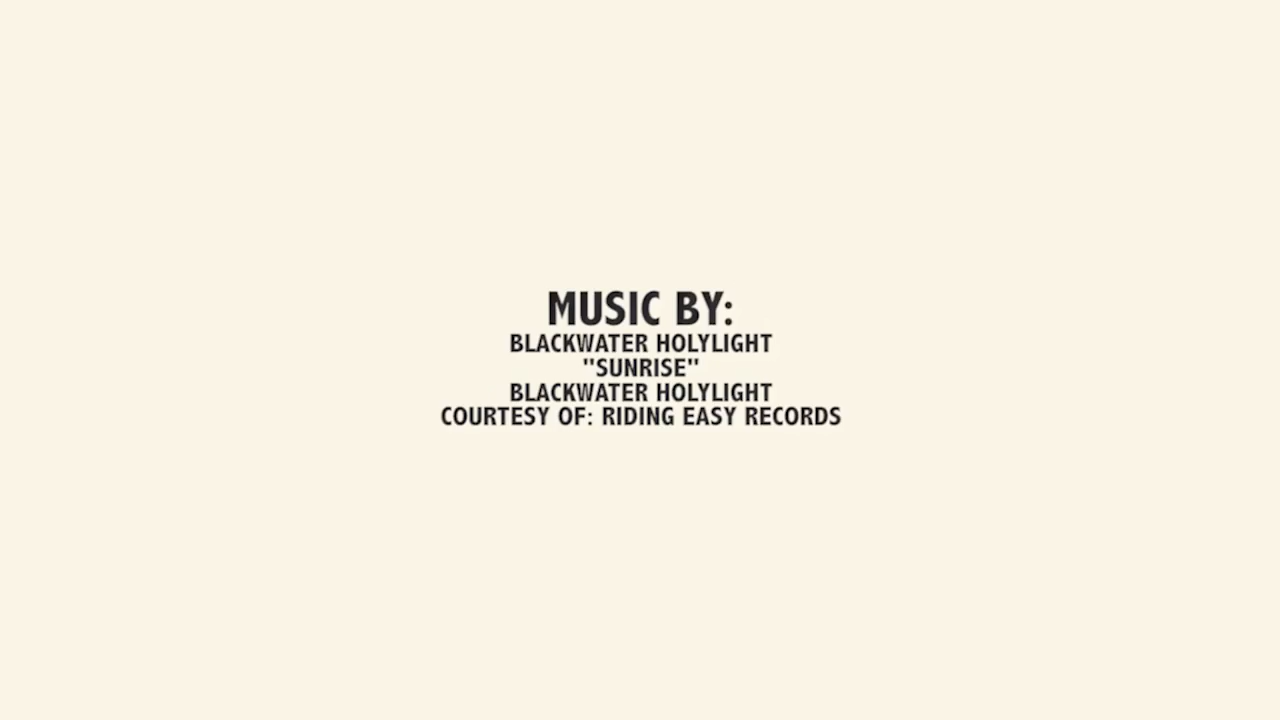 MUSIC BY:
BLACKWATER HOLYLIGHT
"SUNRISE"
BLACKWATER HOLYLIGHT
COURTESY OF: RIDING EASY RECORDS